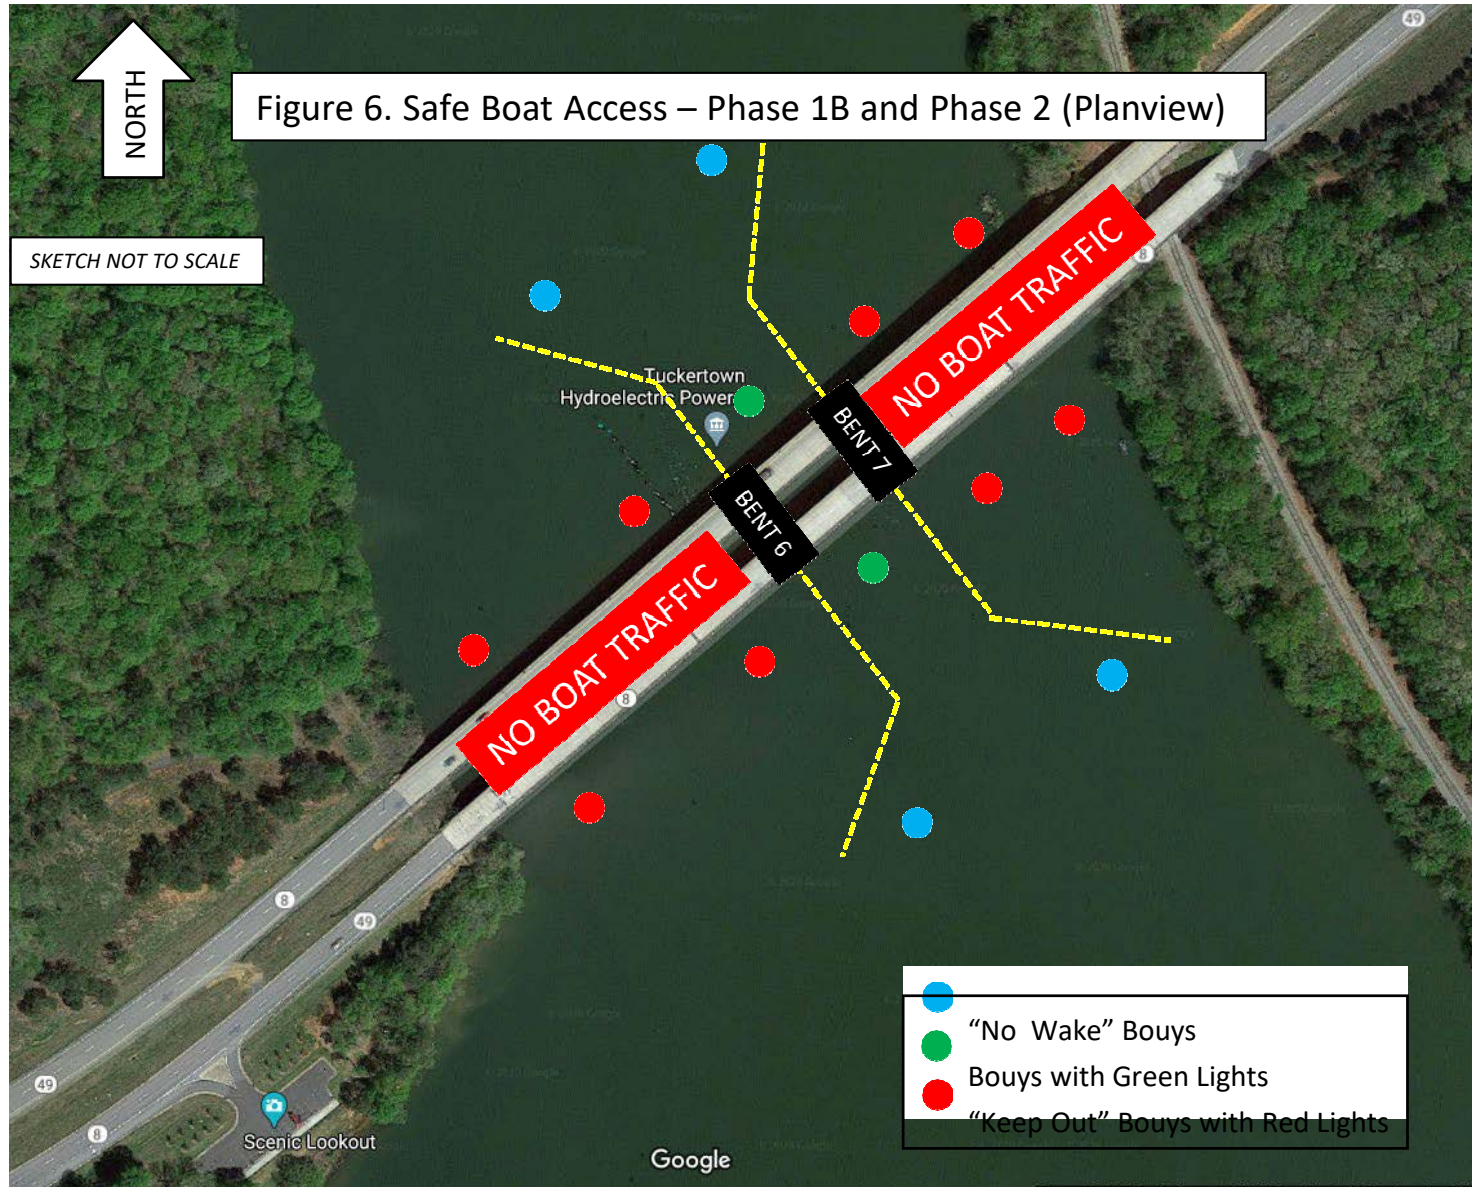 NORTH
Figure 6. Safe Boat Access – Phase 1B and Phase 2 (Planview)
SKETCH NOT TO SCALE
49
8
NO BOAT TRAFFIC
Tuckertown
Hydroelectric Power
BENT 7
BENT 6
NO BOAT TRAFFIC
8
8
49
49
8
Scenic Lookout
Google
“No Wake” Bouys
Bouys with Green Lights
“Keep Out” Bouys with Red Lights